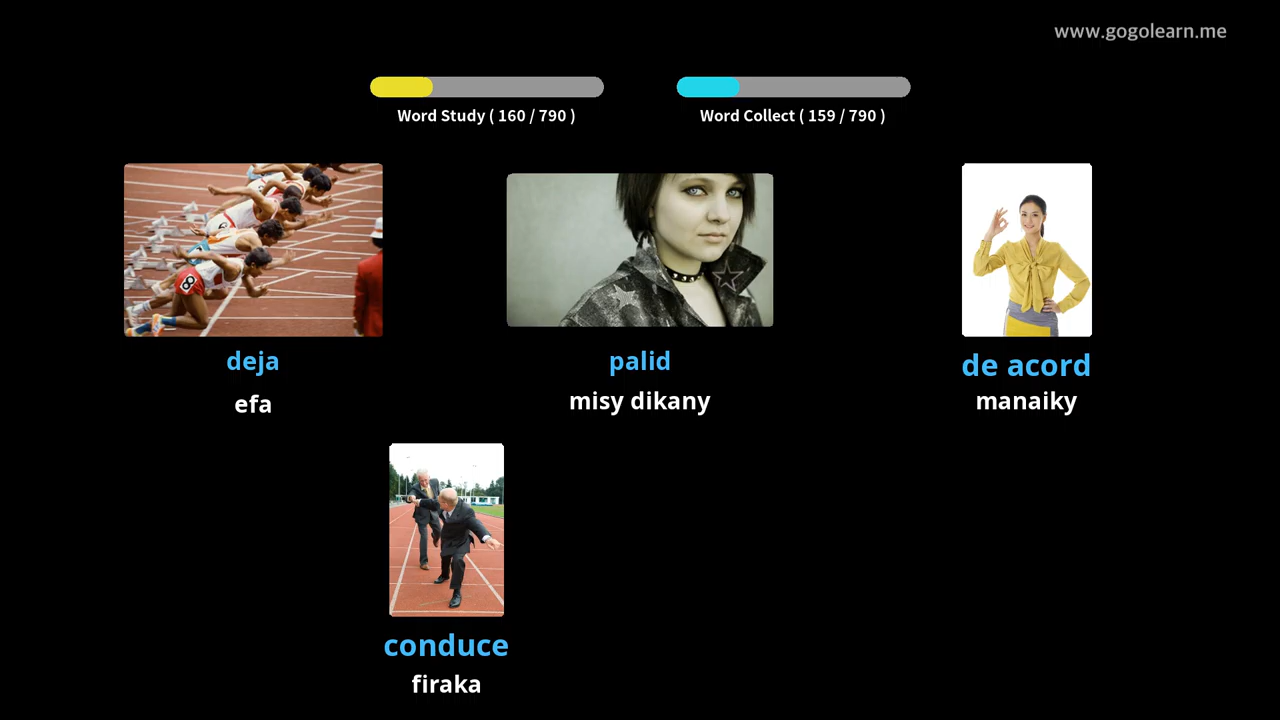 www.gogolearn.me
Word Study ( 160 / 790 )
Word Collect ( 159 / 790 )
deja
efa
palid
misy dikany
de acord
manaiky
conduce
firaka